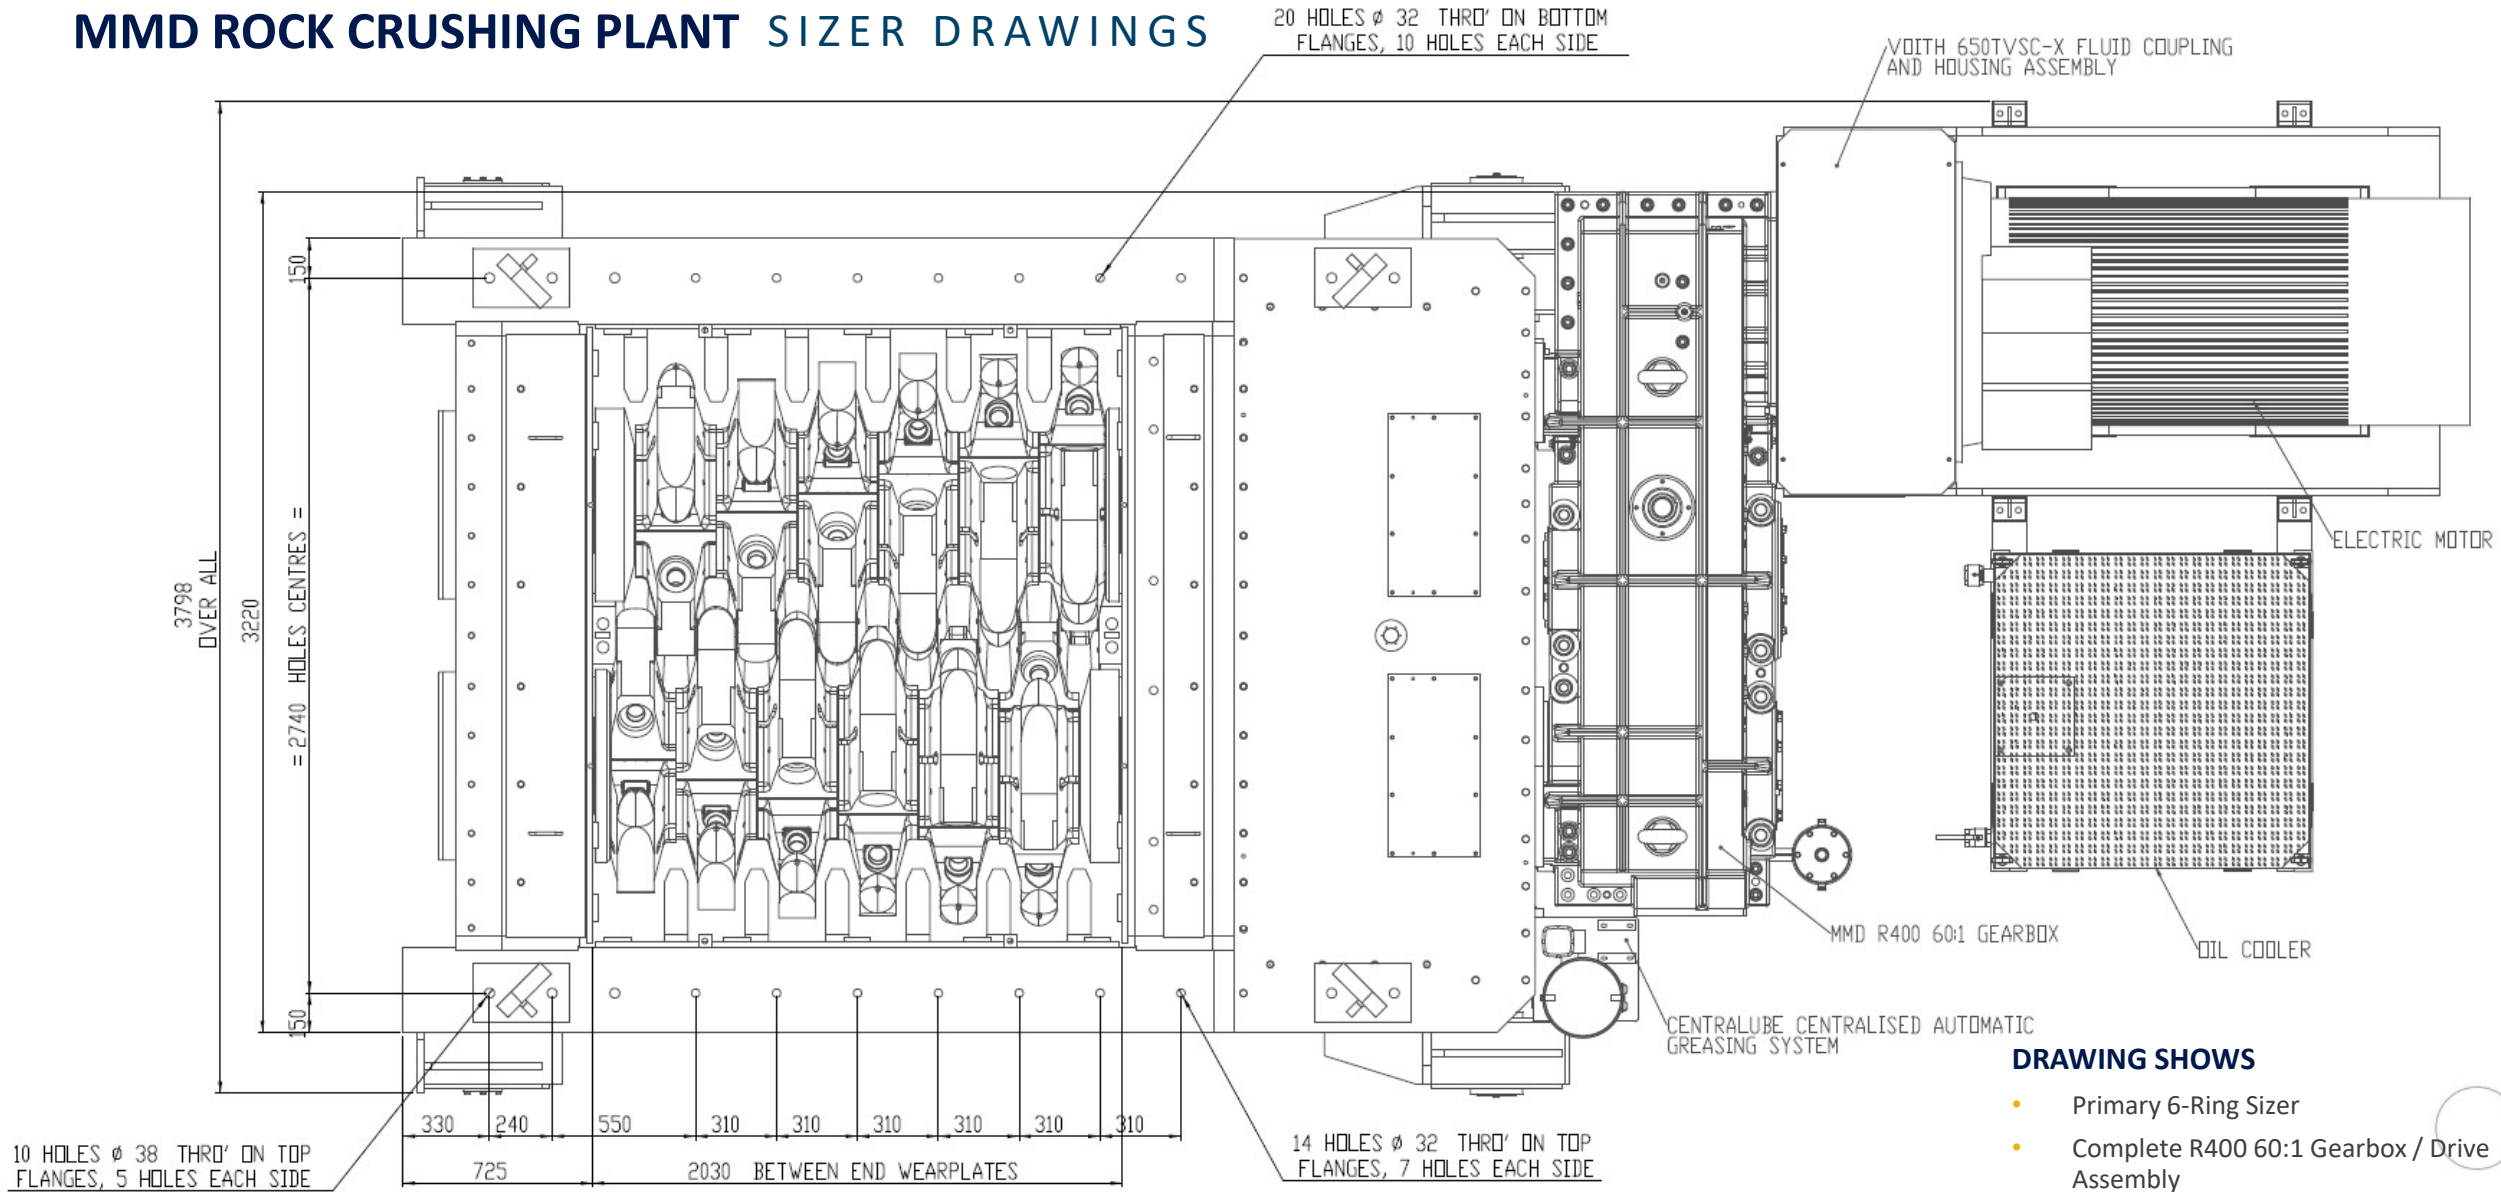 MMD ROCK CRUSHING PLANT SIZER DRAWINGS
20 HOLES ø 32 THRO' ON BOTTOM
FLANGES, 10 HOLES EACH SIDE
VOITH 650TVSC-X FLUID COUPLING
AND HOUSING ASSEMBLY
150
3798
OVER ALL
3220
= 2740 HOLES CENTRES =
150
ELECTRIC MOTOR
MMD R400 60:1 GEARBOX
OIL COOLER
CENTRALUBE CENTRALISED AUTOMATIC
GREASING SYSTEM
330 240 550 310 310 310 310 310 310
725 2030 BETWEEN END WEARPLATES
10 HOLES ø 38 THRO' ON TOP
FLANGES, 5 HOLES EACH SIDE
14 HOLES ø 32 THRO' ON TOP
FLANGES, 7 HOLES EACH SIDE
DRAWING SHOWS
• Primary 6-Ring Sizer
• Complete R400 60:1 Gearbox / Drive
Assembly